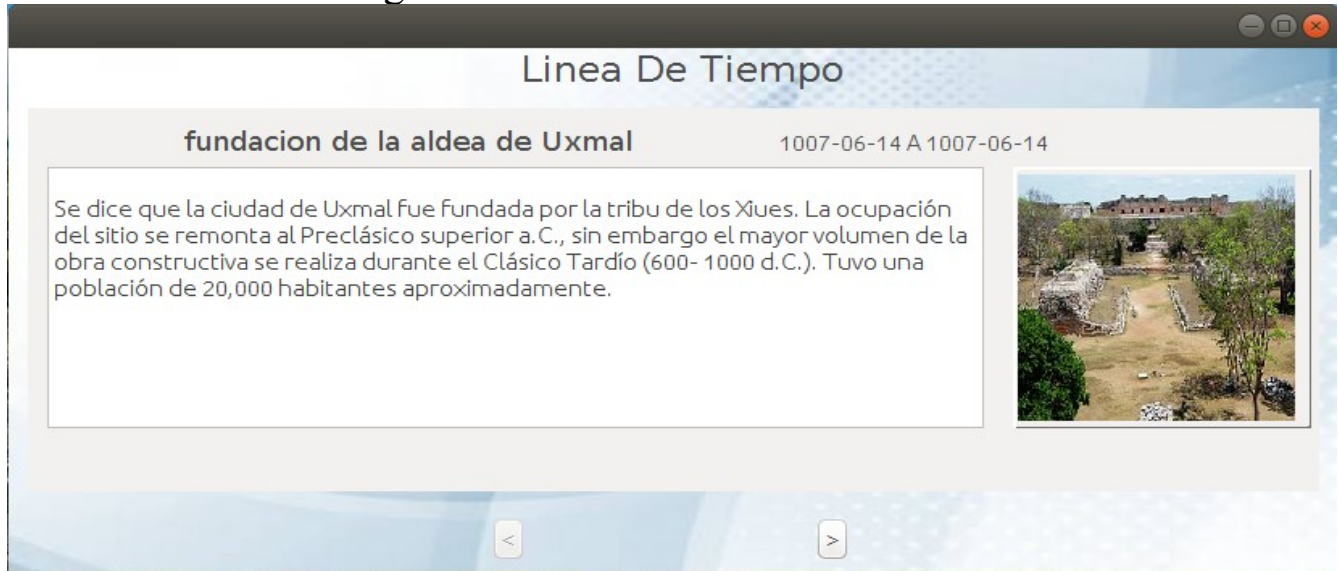 Linea De Tiempo
fundacion de la aldea de Uxmal 1007-06-14 A 1007-06-14
Se dice que la ciudad de Uxmal fue fundada por la tribu de los Xiues. La ocupación
del sitio se remonta al Preclásico superior a.C., sin embargo el mayor volumen de la
obra constructiva se realiza durante el Clásico Tardío (600- 1000 d.C.). Tuvo una
población de 20,000 habitantes aproximadamente.
< >